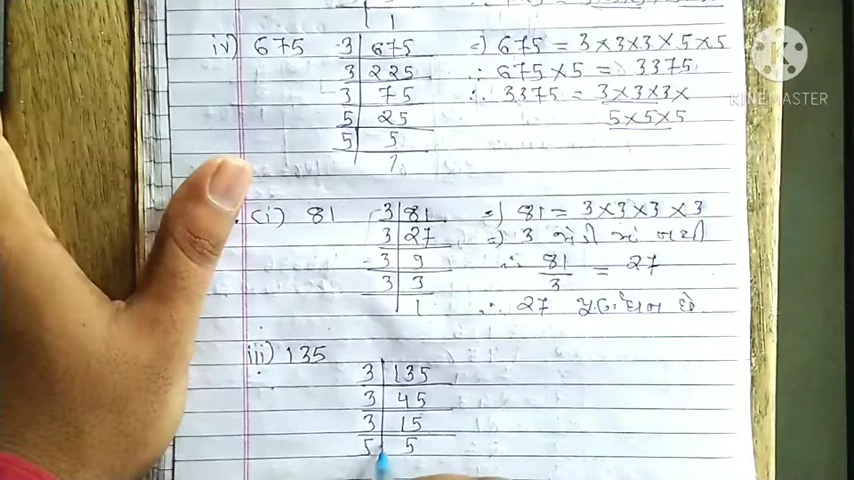 1
iv) 675 3 | 675 => 675 = 3×3×3×5×5
3 | 225 ∴ 675×5 = 3375
3 | 75 ∴ 3375 = 3×3×3×
5 | 25 5×5×5
5 | 5
1
(i) 81 3 | 81 => 81 = 3×3×3×3
3 | 27 => 3 જોડી માં નથી
3 | 9 ∴ 81/3 = 27
3 | 3
1 ∴ 27 પૂર્ણ ઘન છે.
iii) 135
3 | 135
3 | 45
3 | 15
5 | 5
KINEMASTER